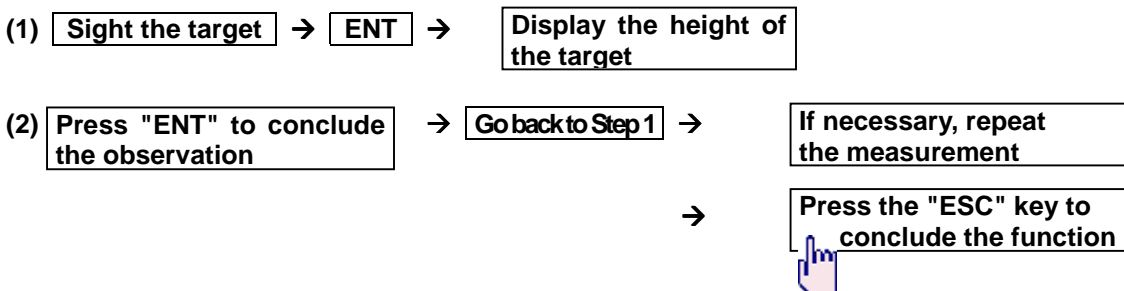 (1) Sight the target → ENT → Display the height of
the target
(2) Press "ENT" to conclude → Go back to Step 1 → If necessary, repeat
the observation the measurement
→ Press the "ESC" key to
conclude the function